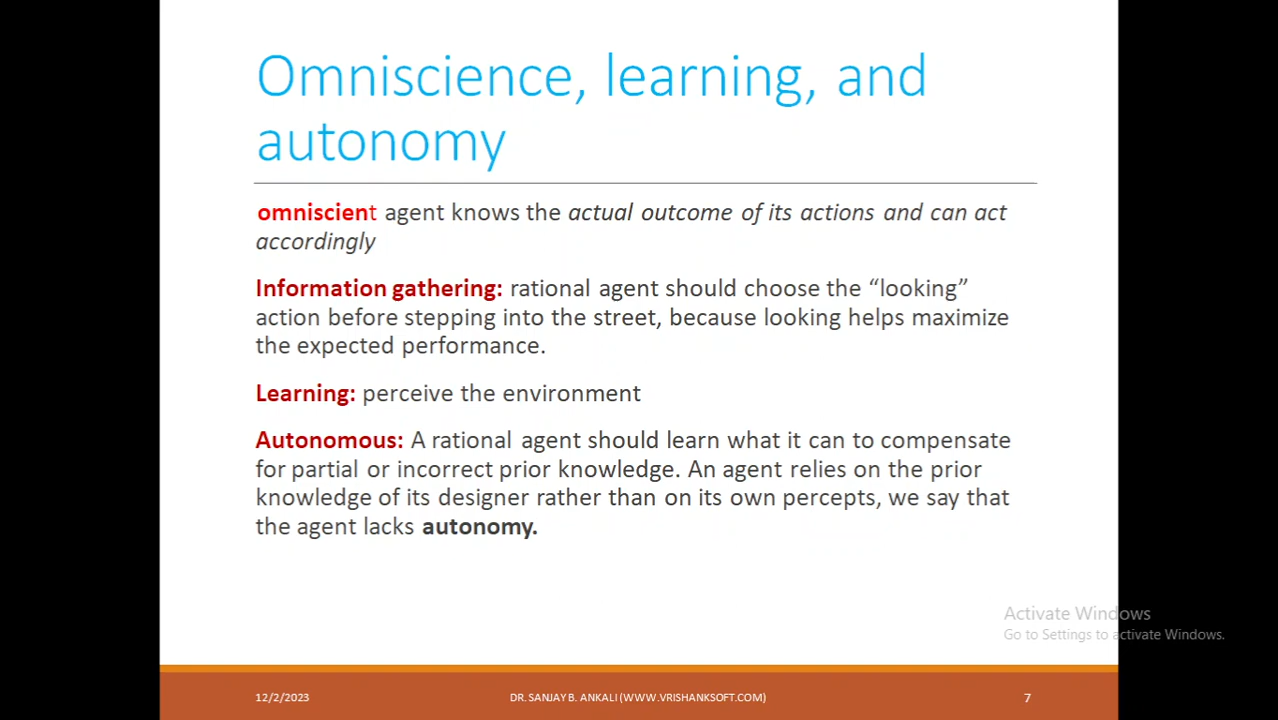 Omniscience, learning, and
autonomy
omniscient agent knows the actual outcome of its actions and can act
accordingly
Information gathering: rational agent should choose the “looking”
action before stepping into the street, because looking helps maximize
the expected performance.
Learning: perceive the environment
Autonomous: A rational agent should learn what it can to compensate
for partial or incorrect prior knowledge. An agent relies on the prior
knowledge of its designer rather than on its own percepts, we say that
the agent lacks autonomy.
Activate Windows
Go to Settings to activate Windows.
12/2/2023
DR. SANJAY B. ANKALI (WWW.VRISHANKSOFT.COM)
7